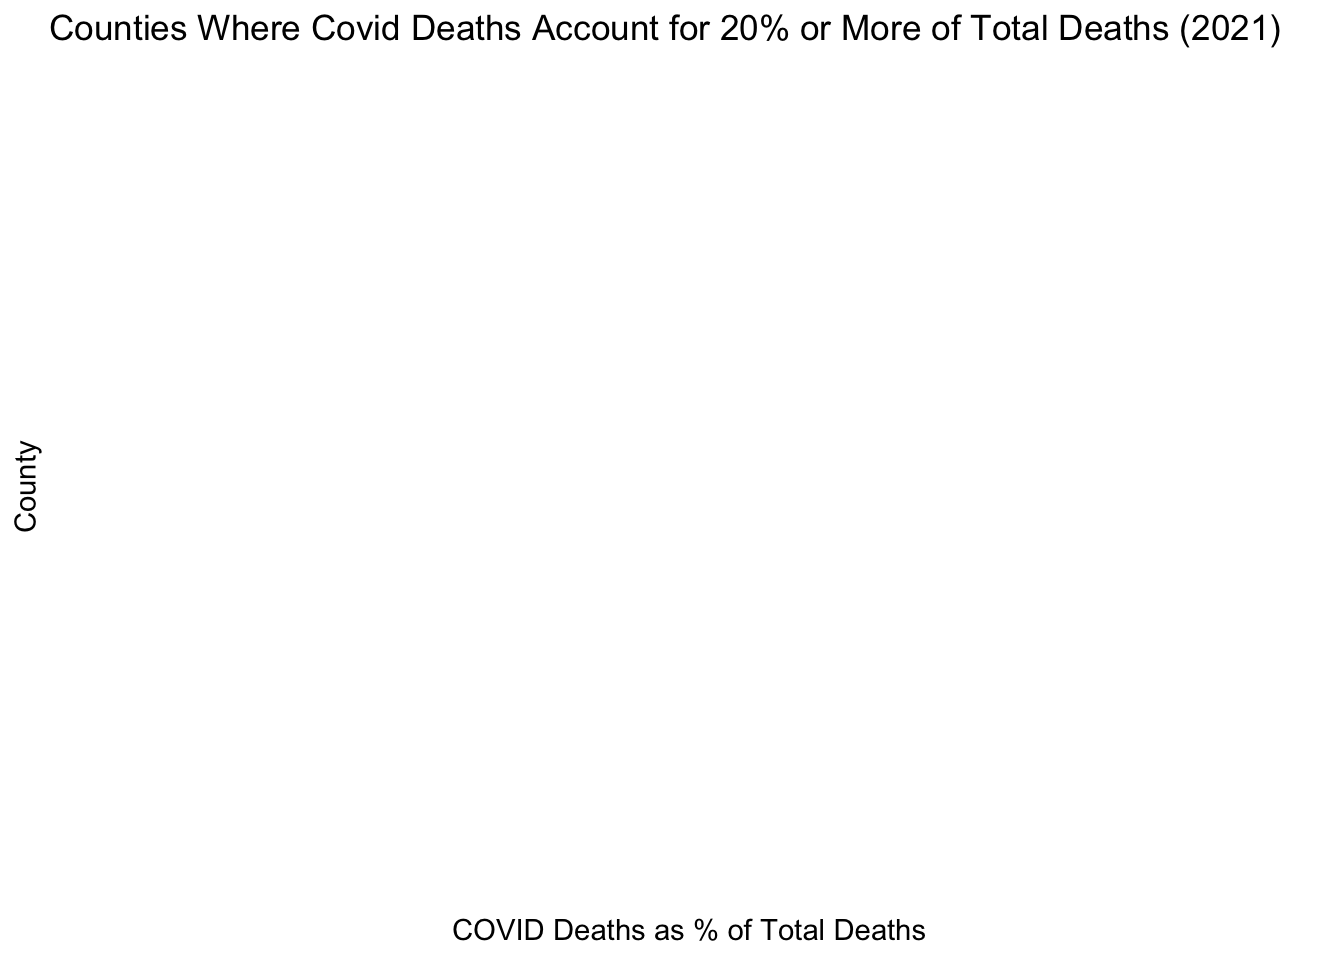 Counties Where Covid Deaths Account for 20% or More of Total Deaths (2021)
County
COVID Deaths as % of Total Deaths